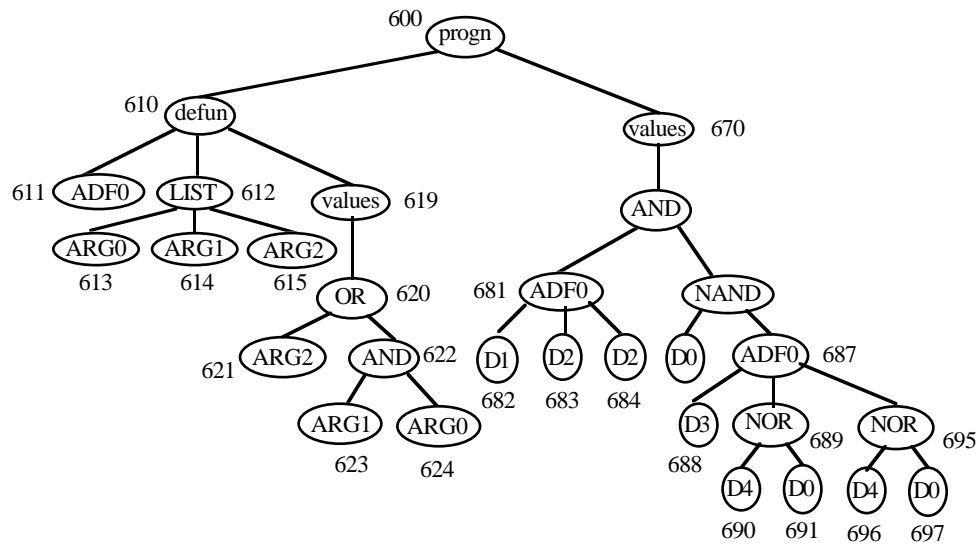 600 progn
610 defun
values 670
611 ADF0 LIST 612 values 619
AND
ARG0 ARG1 ARG2
613 614 615
681 ADF0 NAND
OR 620
621 ARG2 AND 622
D1 D2 D2 D0 ADF0 687
682 683 684
ARG1 ARG0
D3 NOR 689 NOR 695
623 624
688
D4 D0 D4 D0
690 691 696 697